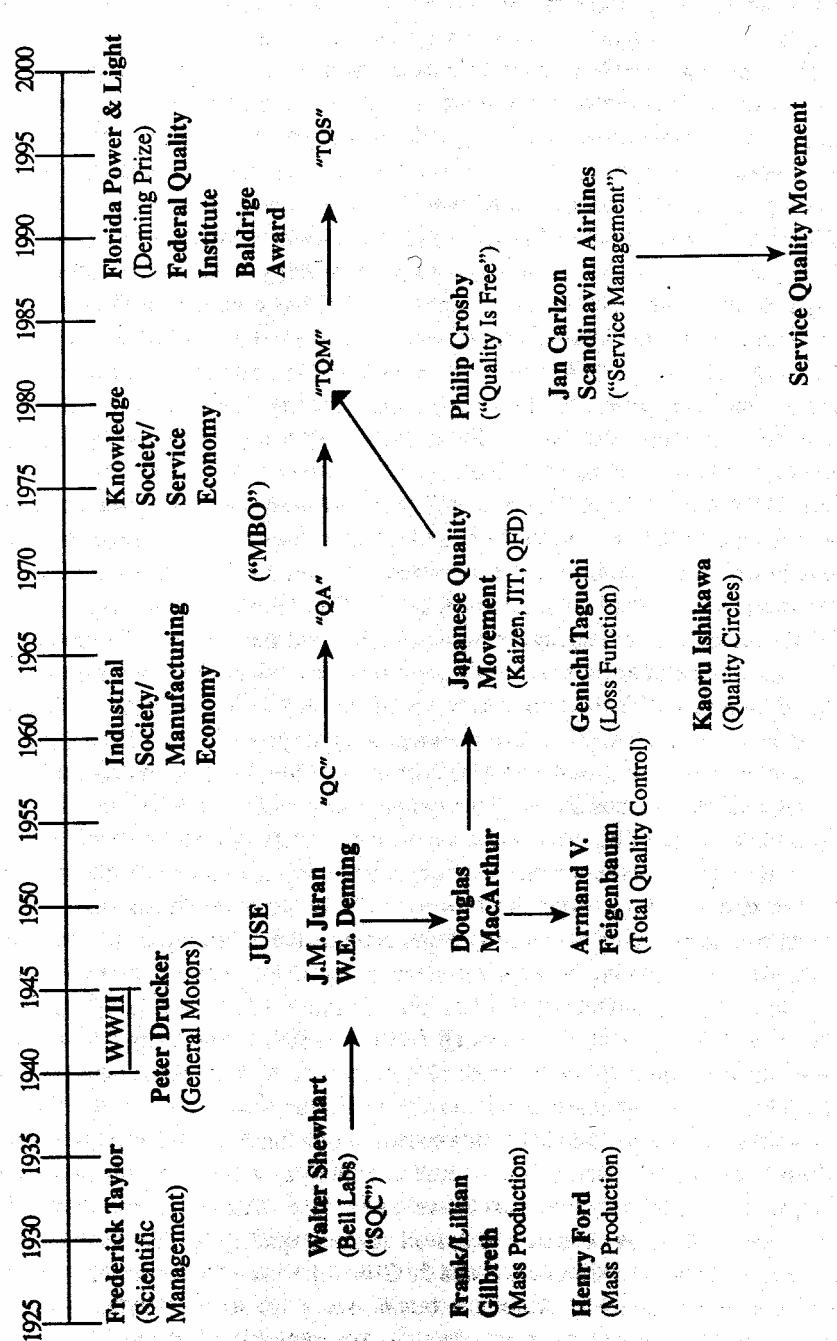 1925 1930 1935 1940 1945 1950 1955 1960 1965 1970 1975 1980 1985 1990 1995 2000
Frederick Taylor
(Scientific
Management)
WWII
Peter Drucker
(General Motors)
Industrial
Society/
Manufacturing
Economy
Knowledge
Society/
Service
Economy
Florida Power & Light
(Deming Prize)
Federal Quality
Institute
Baldrige
Award
JUSE
("MBO")
Walter Shewhart
(Bell Labs)
("SQC")
J.M. Juran
W.E. Deming
"QC"
"QA"
"TQM"
"TQS"
Frank/Lillian
Gilbreth
(Mass Production)
Douglas
MacArthur
Japanese Quality
Movement
(Kaizen, JIT, QFD)
Philip Crosby
("Quality Is Free")
Henry Ford
(Mass Production)
Armand V.
Feigenbaum
(Total Quality Control)
Genichi Taguchi
(Loss Function)
Jan Carlzon
Scandinavian Airlines
("Service Management")
Kaoru Ishikawa
(Quality Circles)
Service Quality Movement